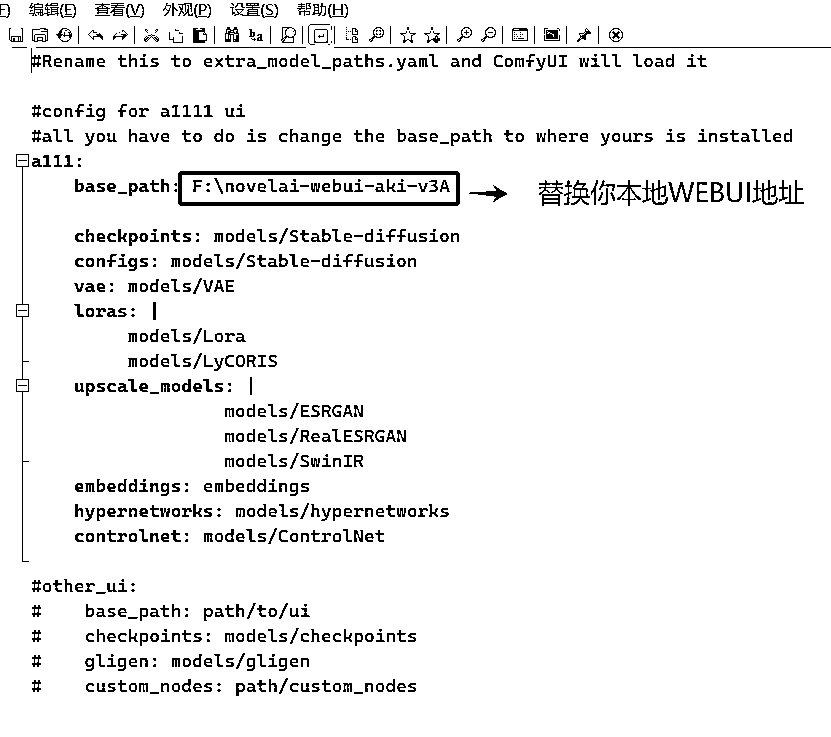 F) 编辑(E) 查看(V) 外观(P) 设置(S) 帮助(H)
#Rename this to extra_model_paths.yaml and ComfyUI will load it
#config for a1111 ui
#all you have to do is change the base_path to where yours is installed
a111:
base_path: F:\novelai-webui-aki-v3A
替换你本地WEBUI地址
checkpoints: models/Stable-diffusion
configs: models/Stable-diffusion
vae: models/VAE
loras: |
models/Lora
models/LyCORIS
upscale_models: |
models/ESRGAN
models/RealESRGAN
models/SwinIR
embeddings: embeddings
hypernetworks: models/hypernetworks
controlnet: models/ControlNet
#other_ui:
#    base_path: path/to/ui
#    checkpoints: models/checkpoints
#    gligen: models/gligen
#    custom_nodes: path/custom_nodes